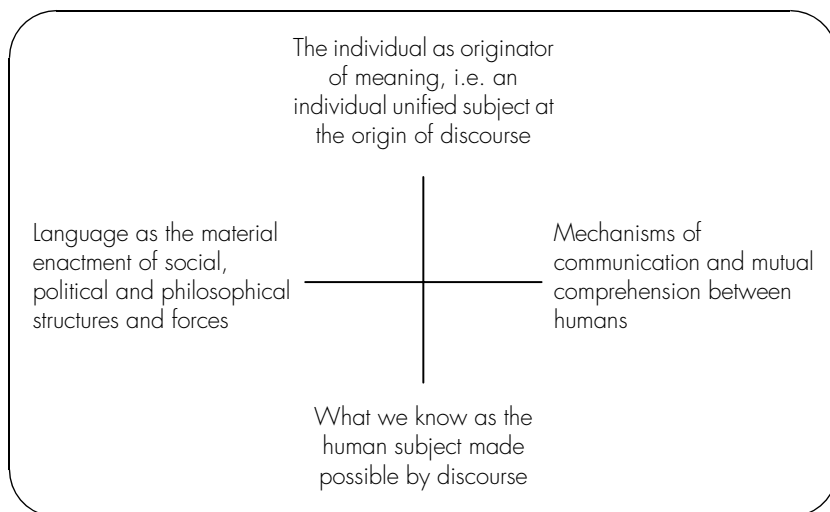 The individual as originator
of meaning, i.e. an
individual unified subject at
the origin of discourse
Language as the material
enactment of social,
political and philosophical
structures and forces
Mechanisms of
communication and mutual
comprehension between
humans
What we know as the
human subject made
possible by discourse